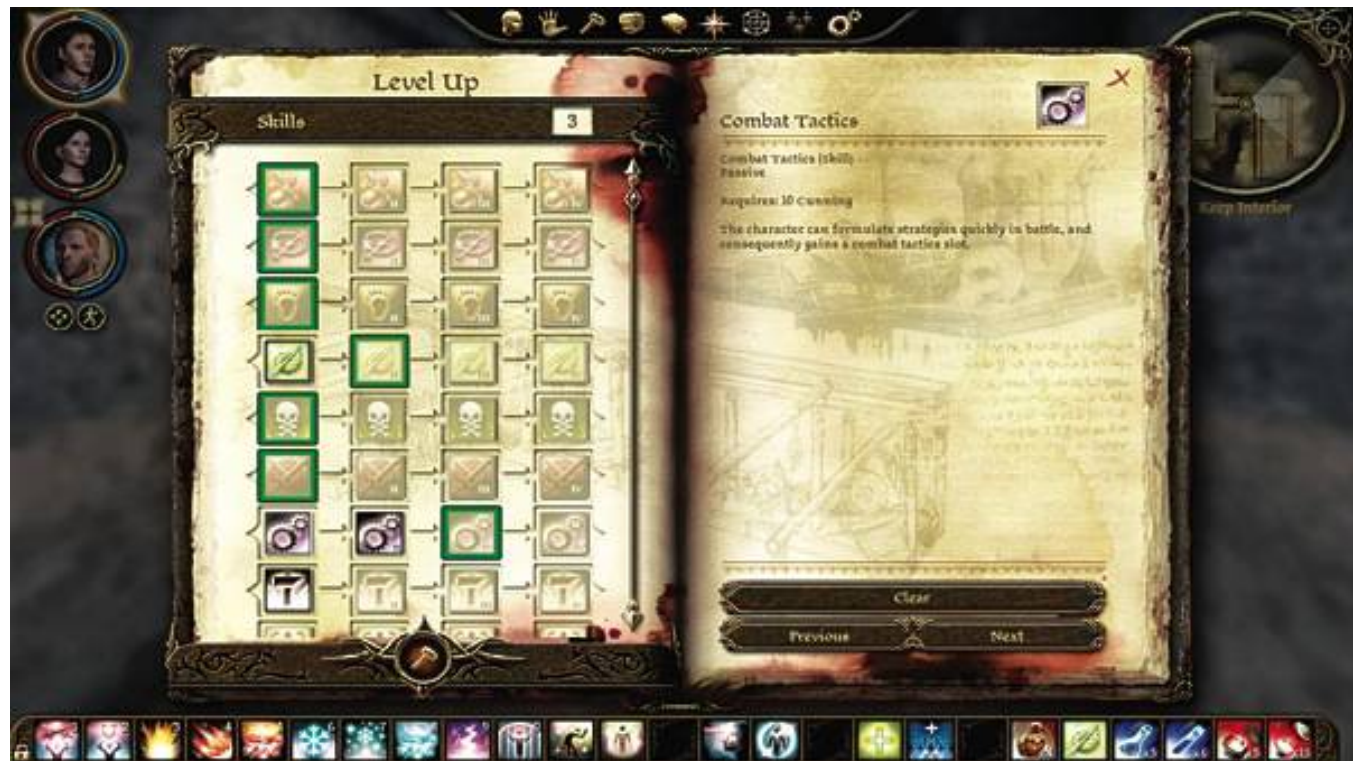 Level Up
Skills
3
Combat Tactics
Combat Tactics (Skill)
Passive
Requires: 10 Cunning
The character can formulate strategies quickly in battle, and
consequently gains a combat tactics slot.
Clear
Previous
Next
Keep Interior